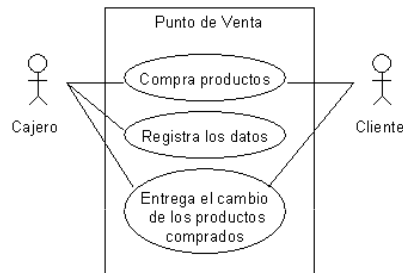 Punto de Venta
Compra productos
Cajero
Cliente
Registra los datos
Entrega el cambio
de los productos
comprados